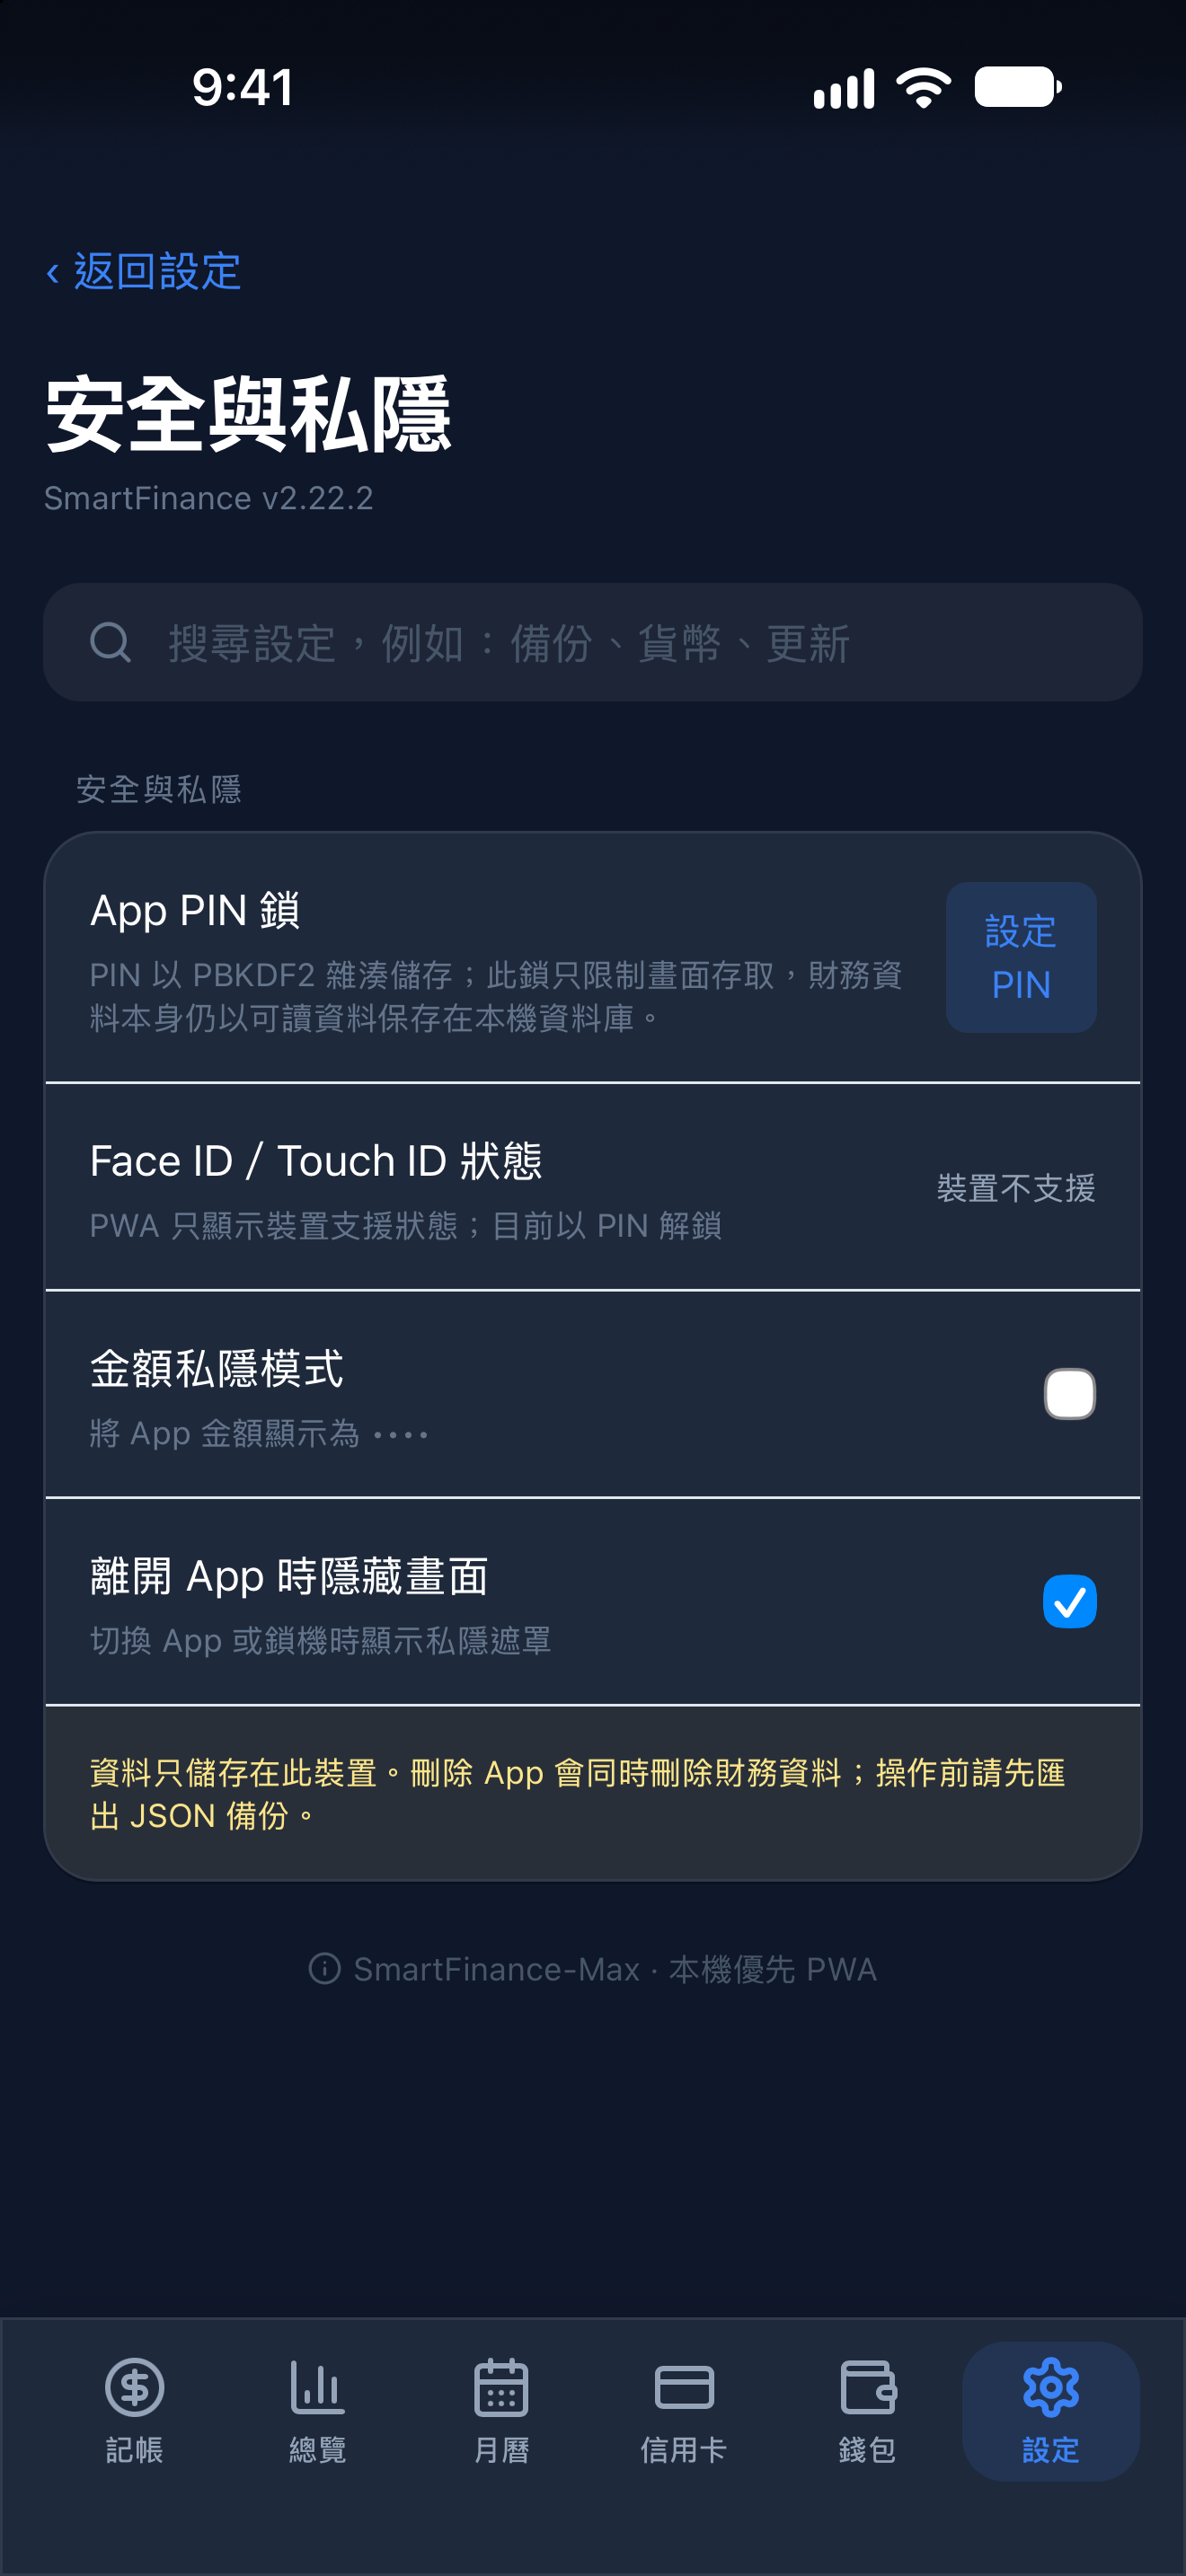 9:41
‹ 返回設定
安全與私隱
SmartFinance v2.22.2
搜尋設定，例如：備份、貨幣、更新
安全與私隱
App PIN 鎖
PIN 以 PBKDF2 雜湊儲存；此鎖只限制畫面存取，財務資
料本身仍以可讀資料保存在本機資料庫。
設定
PIN
Face ID / Touch ID 狀態
PWA 只顯示裝置支援狀態；目前以 PIN 解鎖
裝置不支援
金額私隱模式
將 App 金額顯示為 ••••
離開 App 時隱藏畫面
切換 App 或鎖機時顯示私隱遮罩
資料只儲存在此裝置。刪除 App 會同時刪除財務資料；操作前請先匯
出 JSON 備份。
SmartFinance-Max · 本機優先 PWA
記帳
總覽
月曆
信用卡
錢包
設定